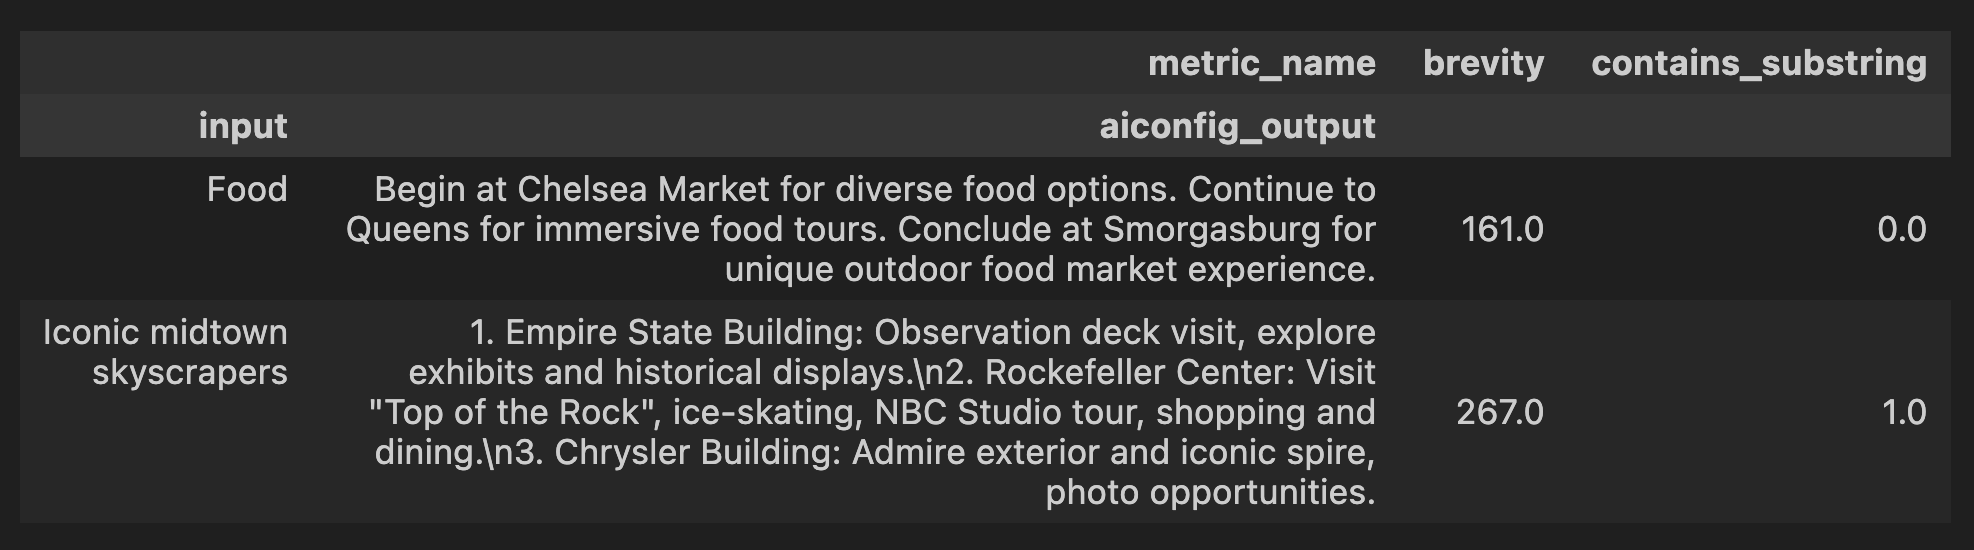 metric_name brevity contains_substring
input aiconfig_output
Food Begin at Chelsea Market for diverse food options. Continue to
Queens for immersive food tours. Conclude at Smorgasburg for
unique outdoor food market experience.
161.0 0.0
Iconic midtown
skyscrapers
1. Empire State Building: Observation deck visit, explore
exhibits and historical displays.\n2. Rockefeller Center: Visit
"Top of the Rock", ice-skating, NBC Studio tour, shopping and
dining.\n3. Chrysler Building: Admire exterior and iconic spire,
photo opportunities.
267.0 1.0